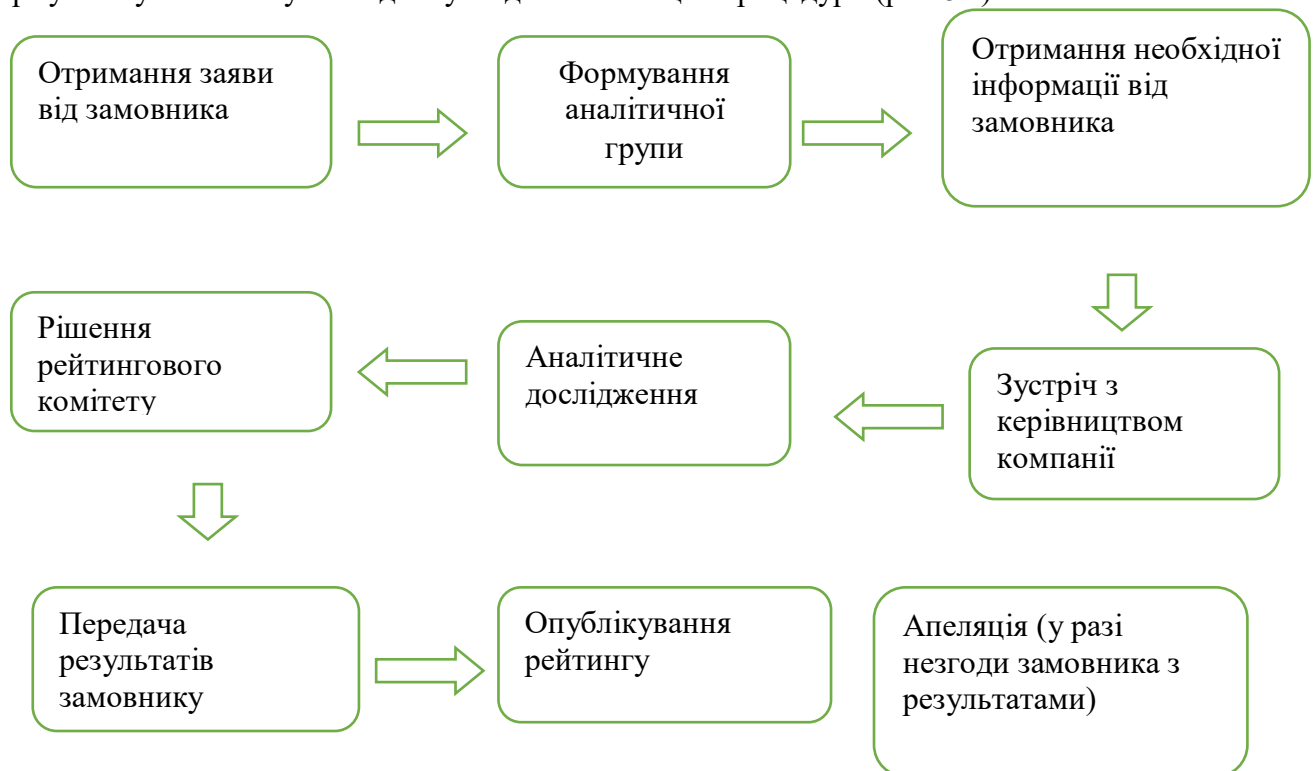 Отримання заяви
від замовника
Формування
аналітичної
групи
Отримання необхідної
інформації від
замовника
Зустріч з
керівництвом
компанії
Аналітичне
дослідження
Рішення
рейтингового
комітету
Передача
результатів
замовнику
Опублікування
рейтингу
Апеляція (у разі
незгоди замовника з
результатами)